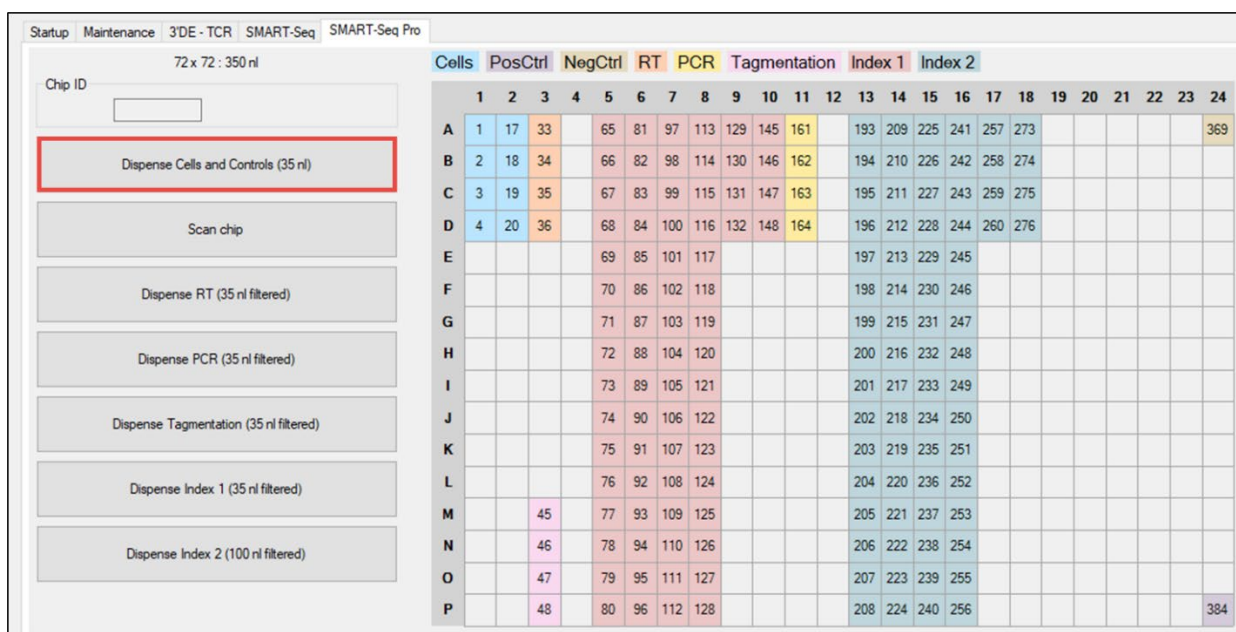 Startup Maintenance 3'DE - TCR SMART-Seq SMART-Seq Pro
72 x 72 : 350 nl
Chip ID
Dispense Cells and Controls (35 nl)
Scan chip
Dispense RT (35 nl filtered)
Dispense PCR (35 nl filtered)
Dispense Tagmentation (35 nl filtered)
Dispense Index 1 (35 nl filtered)
Dispense Index 2 (100 nl filtered)
Cells PosCtrl NegCtrl RT PCR Tagmentation Index 1 Index 2
1 2 3 4 5 6 7 8 9 10 11 12 13 14 15 16 17 18 19 20 21 22 23 24
A 1 17 33 65 81 97 113 129 145 161 193 209 225 241 257 273 369
B 2 18 34 66 82 98 114 130 146 162 194 210 226 242 258 274
C 3 19 35 67 83 99 115 131 147 163 195 211 227 243 259 275
D 4 20 36 68 84 100 116 132 148 164 196 212 228 244 260 276
E 69 85 101 117 197 213 229 245
F 70 86 102 118 198 214 230 246
G 71 87 103 119 199 215 231 247
H 72 88 104 120 200 216 232 248
I 73 89 105 121 201 217 233 249
J 74 90 106 122 202 218 234 250
K 75 91 107 123 203 219 235 251
L 76 92 108 124 204 220 236 252
M 45 77 93 109 125 205 221 237 253
N 46 78 94 110 126 206 222 238 254
O 47 79 95 111 127 207 223 239 255
P 48 80 96 112 128 208 224 240 256 384